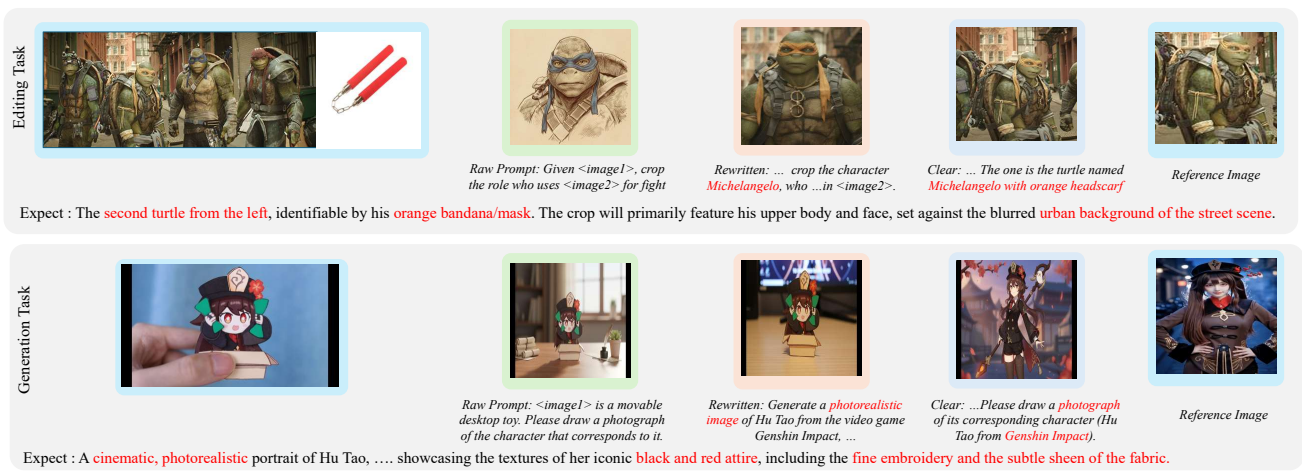 Editing Task
Raw Prompt: Given <image1>, crop
the role who uses <image2> for fight
Rewritten: … crop the character
Michelangelo, who …in <image2>.
Clear: … The one is the turtle named
Michelangelo with orange headscarf
Reference Image
Expect : The second turtle from the left, identifiable by his orange bandana/mask. The crop will primarily feature his upper body and face, set against the blurred urban background of the street scene.
Generation Task
Raw Prompt: <image1> is a movable
desktop toy. Please draw a photograph
of the character that corresponds to it.
Rewritten: Generate a photorealistic
image of Hu Tao from the video game
Genshin Impact, …
Clear: …Please draw a photograph
of its corresponding character (Hu
Tao from Genshin Impact).
Reference Image
Expect : A cinematic, photorealistic portrait of Hu Tao, …. showcasing the textures of her iconic black and red attire, including the fine embroidery and the subtle sheen of the fabric.